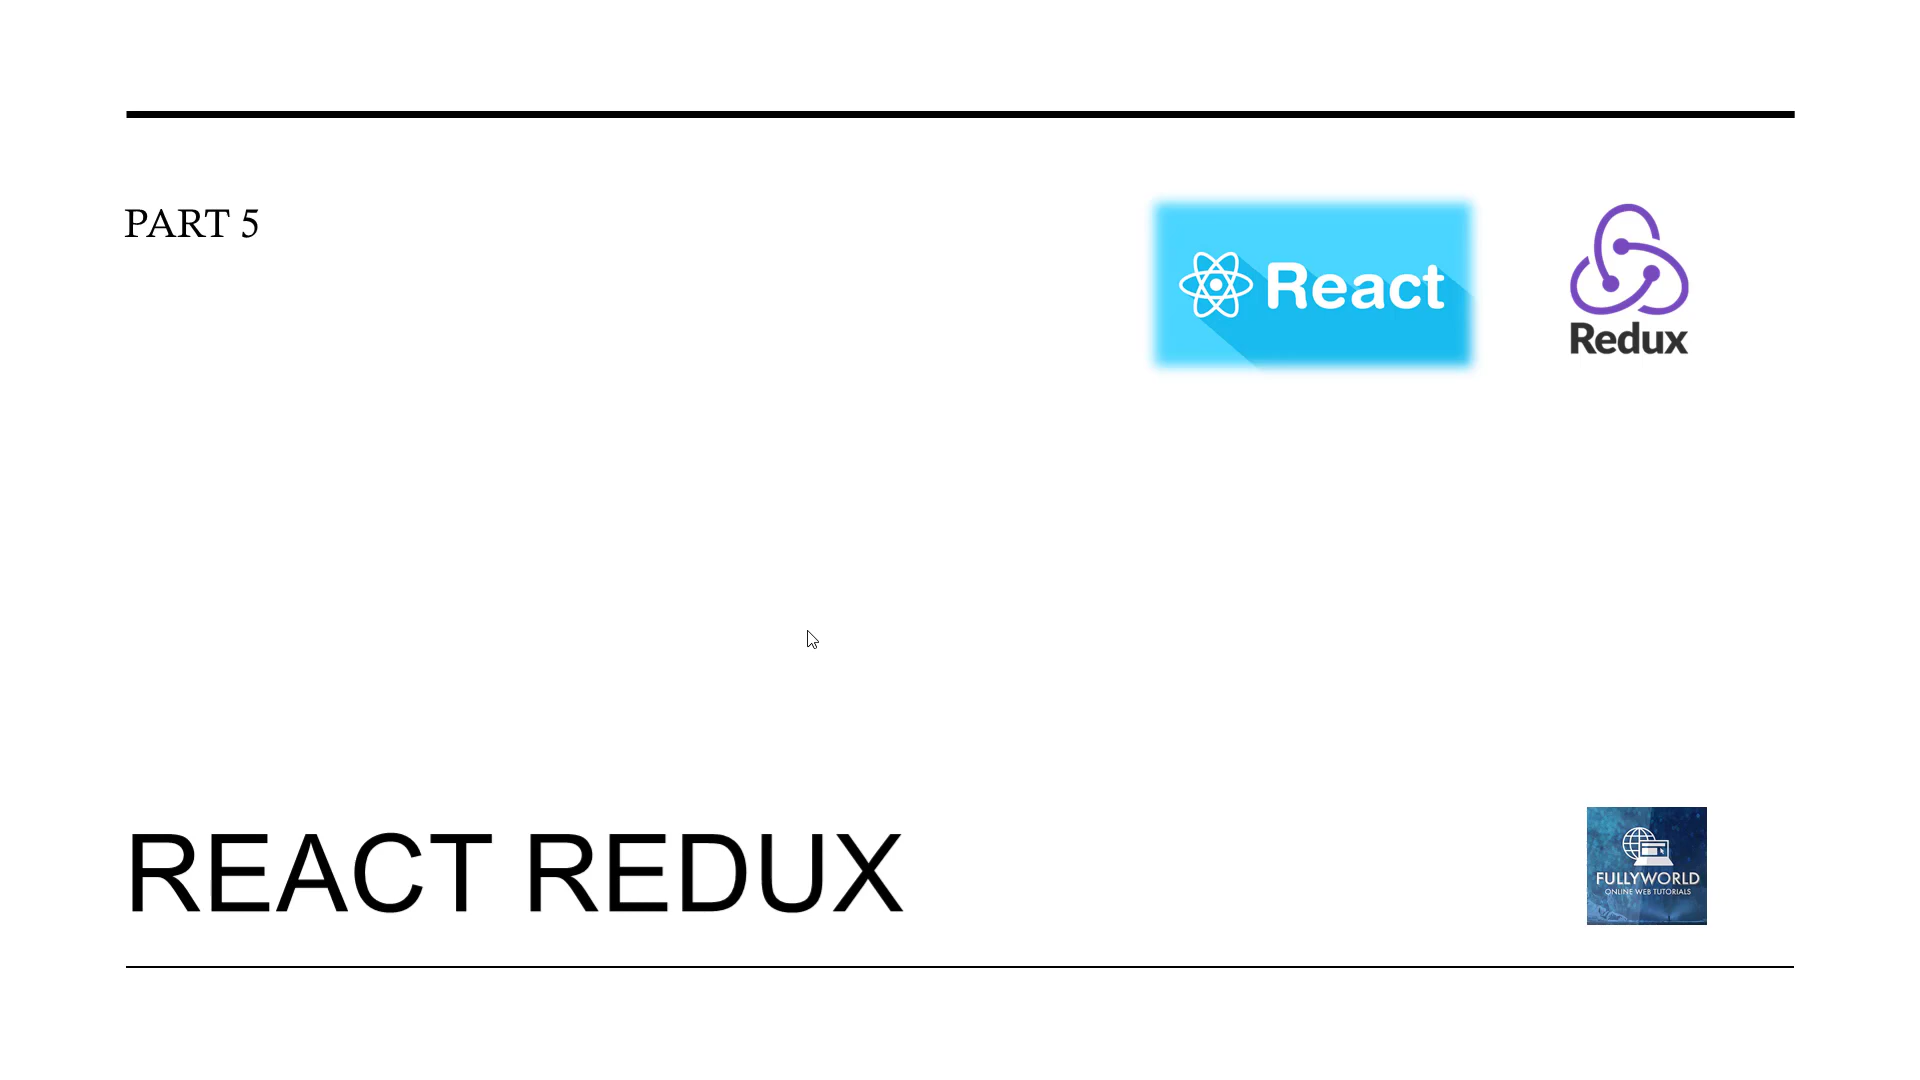 PART 5
React
Redux
REACT REDUX
FULLYWORLD
ONLINE WEB TUTORIALS